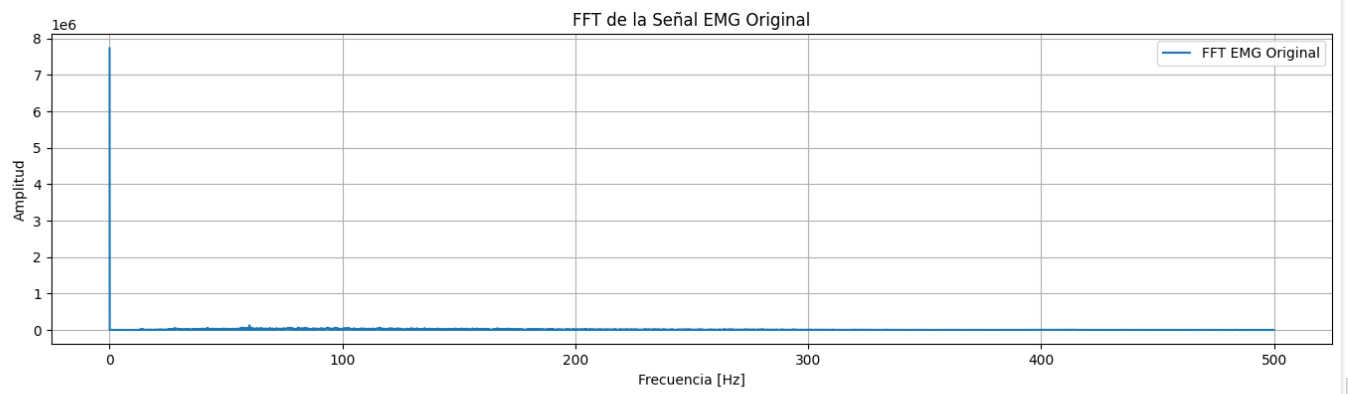 FFT de la Señal EMG Original
1e6
FFT EMG Original
8
7
6
5
4
3
2
1
0
Amplitud
0 100 200 300 400 500
Frecuencia [Hz]